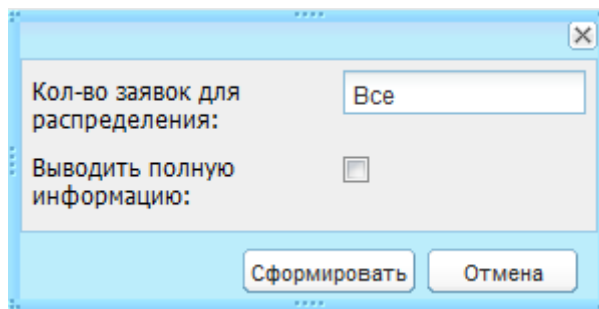 Кол-во заявок для
распределения:
Все
Выводить полную
информацию:
Сформировать
Отмена